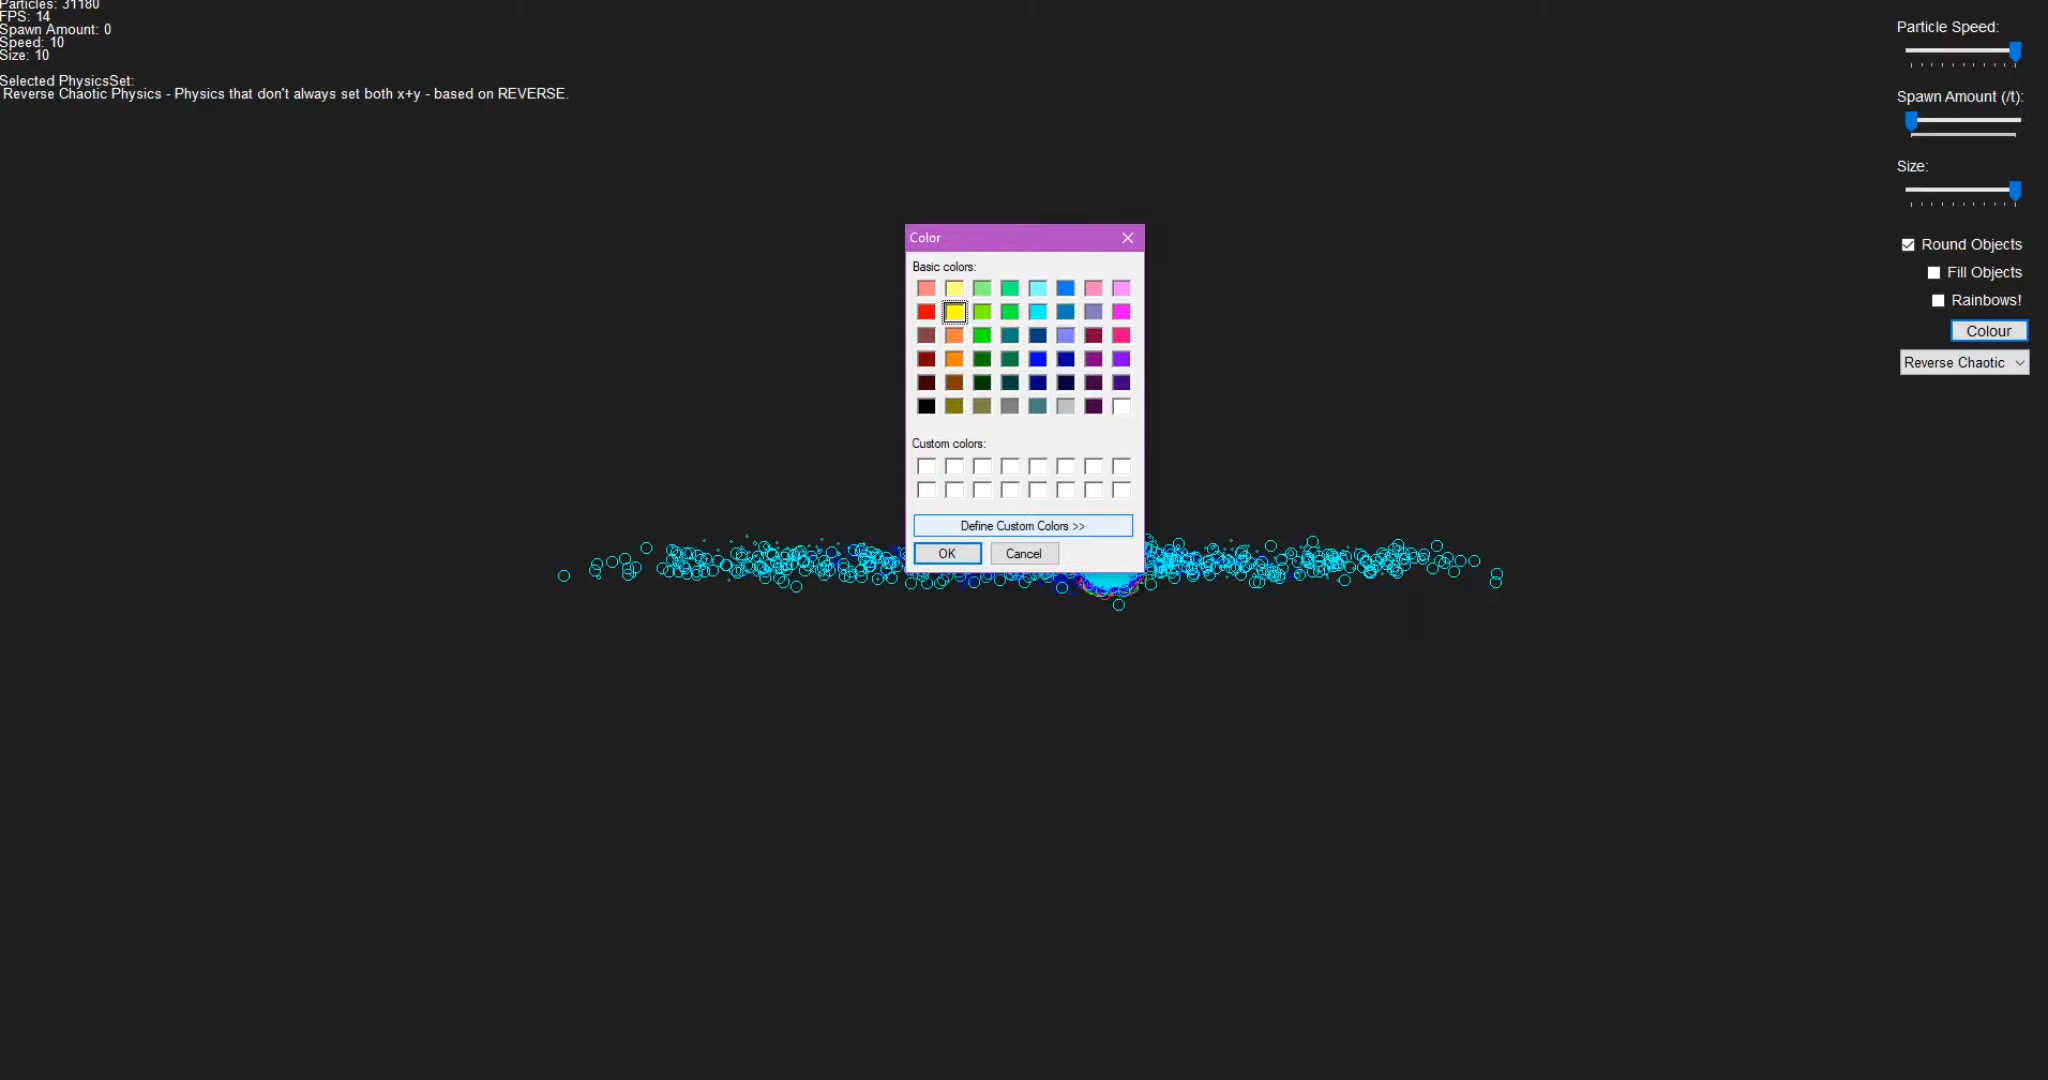 Particles: 31180
FPS: 14
Spawn Amount: 0
Speed: 10
Size: 10
Selected PhysicsSet:
Reverse Chaotic Physics - Physics that don't always set both x+y - based on REVERSE.
Particle Speed:
Spawn Amount (/t):
Size:
Round Objects
Fill Objects
Rainbows!
Colour
Reverse Chaotic
Color
Basic colors:
Custom colors:
Define Custom Colors >>
OK
Cancel